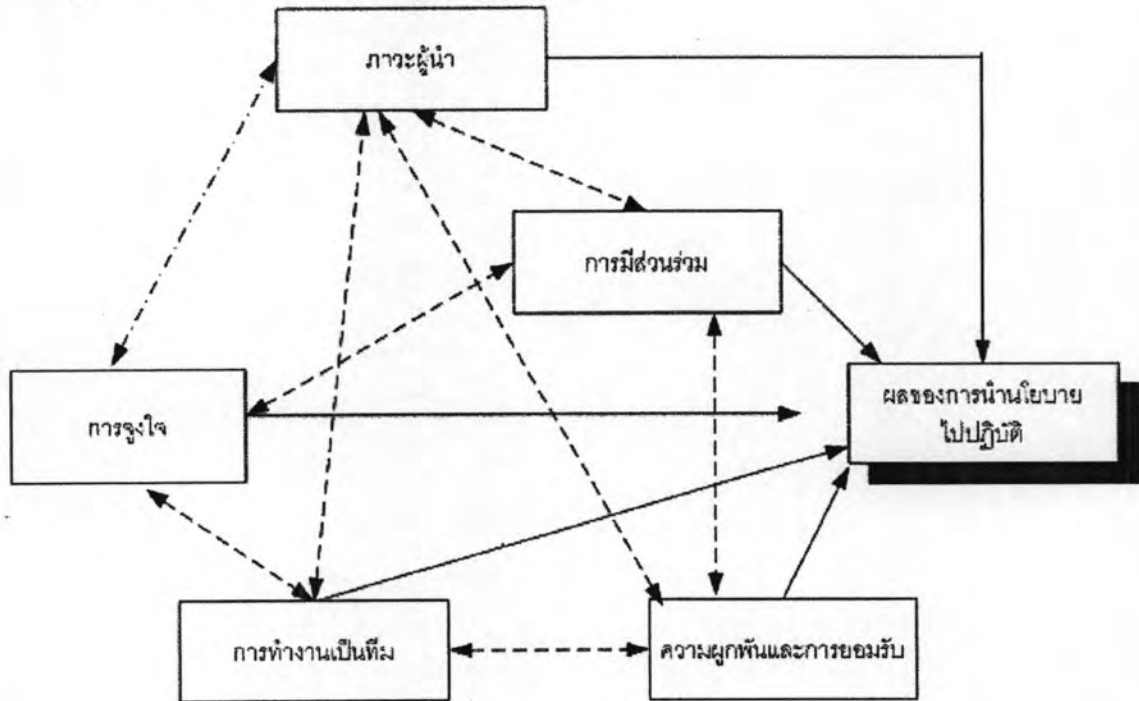 ภาวะผู้นำ
การมีส่วนร่วม
การจูงใจ
ผลของการนำนโยบาย
ไปปฏิบัติ
การทำงานเป็นทีม
ความผูกพันและการยอมรับ